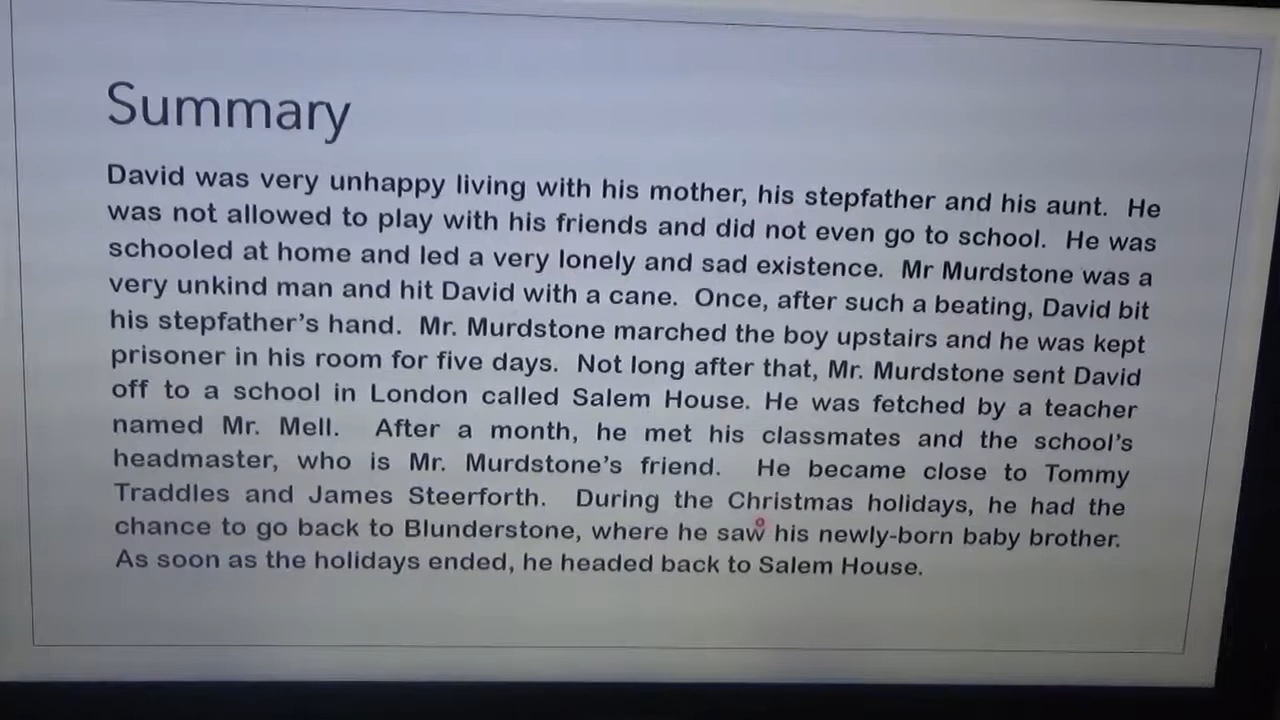 Summary
David was very unhappy living with his mother, his stepfather and his aunt. He
was not allowed to play with his friends and did not even go to school. He was
schooled at home and led a very lonely and sad existence. Mr Murdstone was a
very unkind man and hit David with a cane. Once, after such a beating, David bit
his stepfather's hand. Mr. Murdstone marched the boy upstairs and he was kept
prisoner in his room for five days. Not long after that, Mr. Murdstone sent David
off to a school in London called Salem House. He was fetched by a teacher
named Mr. Mell. After a month, he met his classmates and the school's
headmaster, who is Mr. Murdstone's friend. He became close to Tommy
Traddles and James Steerforth. During the Christmas holidays, he had the
chance to go back to Blunderstone, where he saw his newly-born baby brother.
As soon as the holidays ended, he headed back to Salem House.